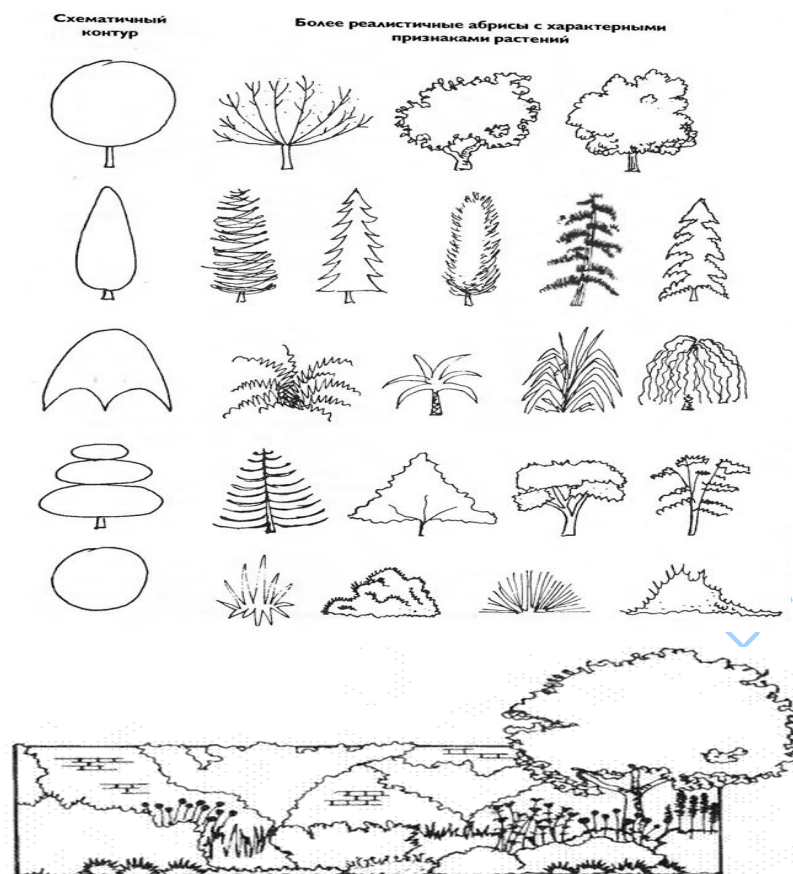 Схематичный
контур
Более реалистичные абрисы с характерными
признаками растений